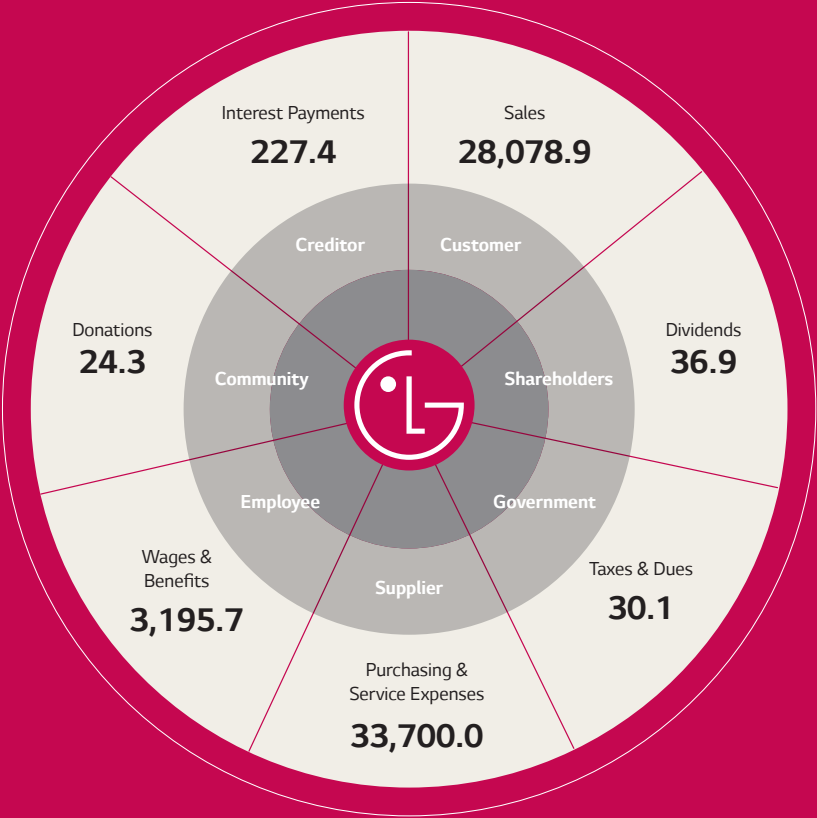 Interest Payments
227.4
Sales
28,078.9
Creditor
Customer
Donations
24.3
Dividends
36.9
Community
Shareholders
LG
Employee
Government
Wages &
Benefits
3,195.7
Supplier
Taxes & Dues
30.1
Purchasing &
Service Expenses
33,700.0